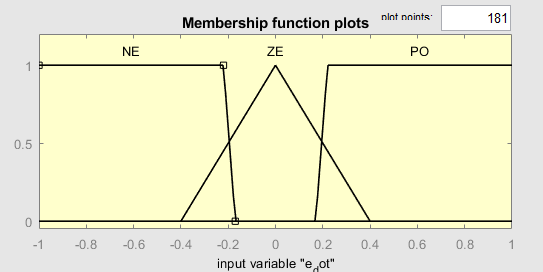 Membership function plots plot points: 181
NE ZE PO
1
0.5
0
-1 -0.8 -0.6 -0.4 -0.2 0 0.2 0.4 0.6 0.8 1
input variable "e_dot"